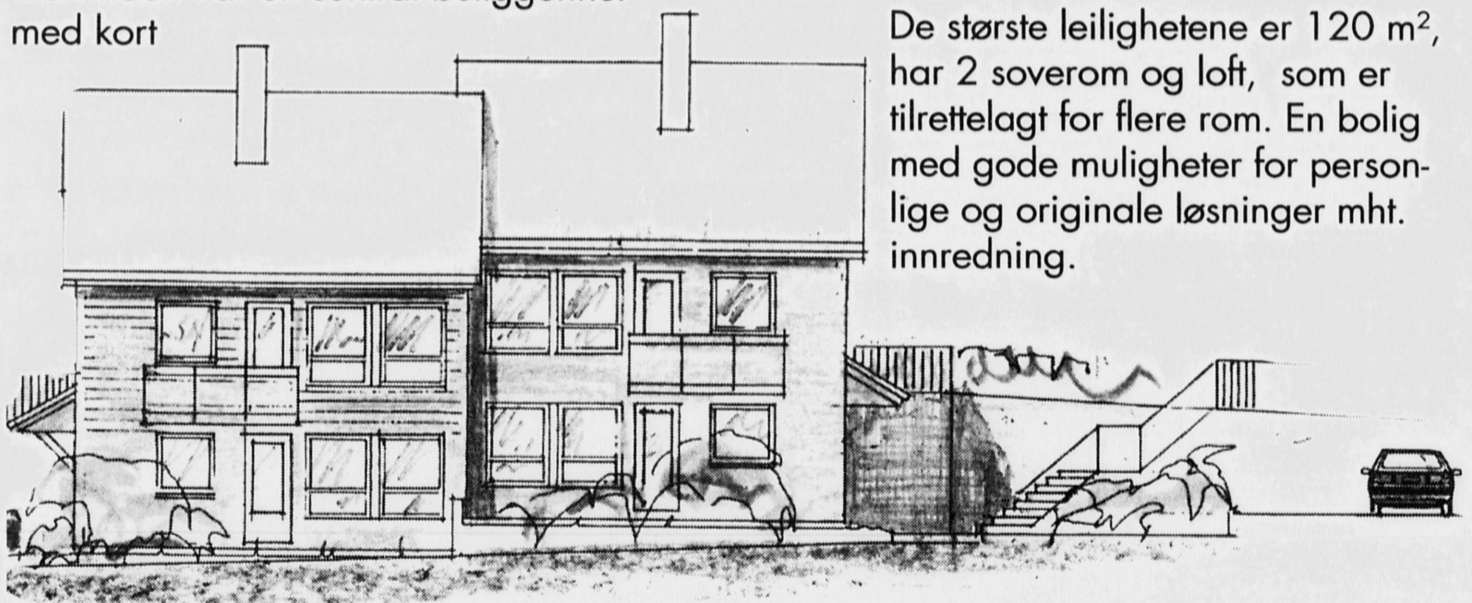 med kort
De største leilighetene er 120 m²,
har 2 soverom og loft, som er
tilrettelagt for flere rom. En bolig
med gode muligheter for person-
lige og originale løsninger mht.
innredning.